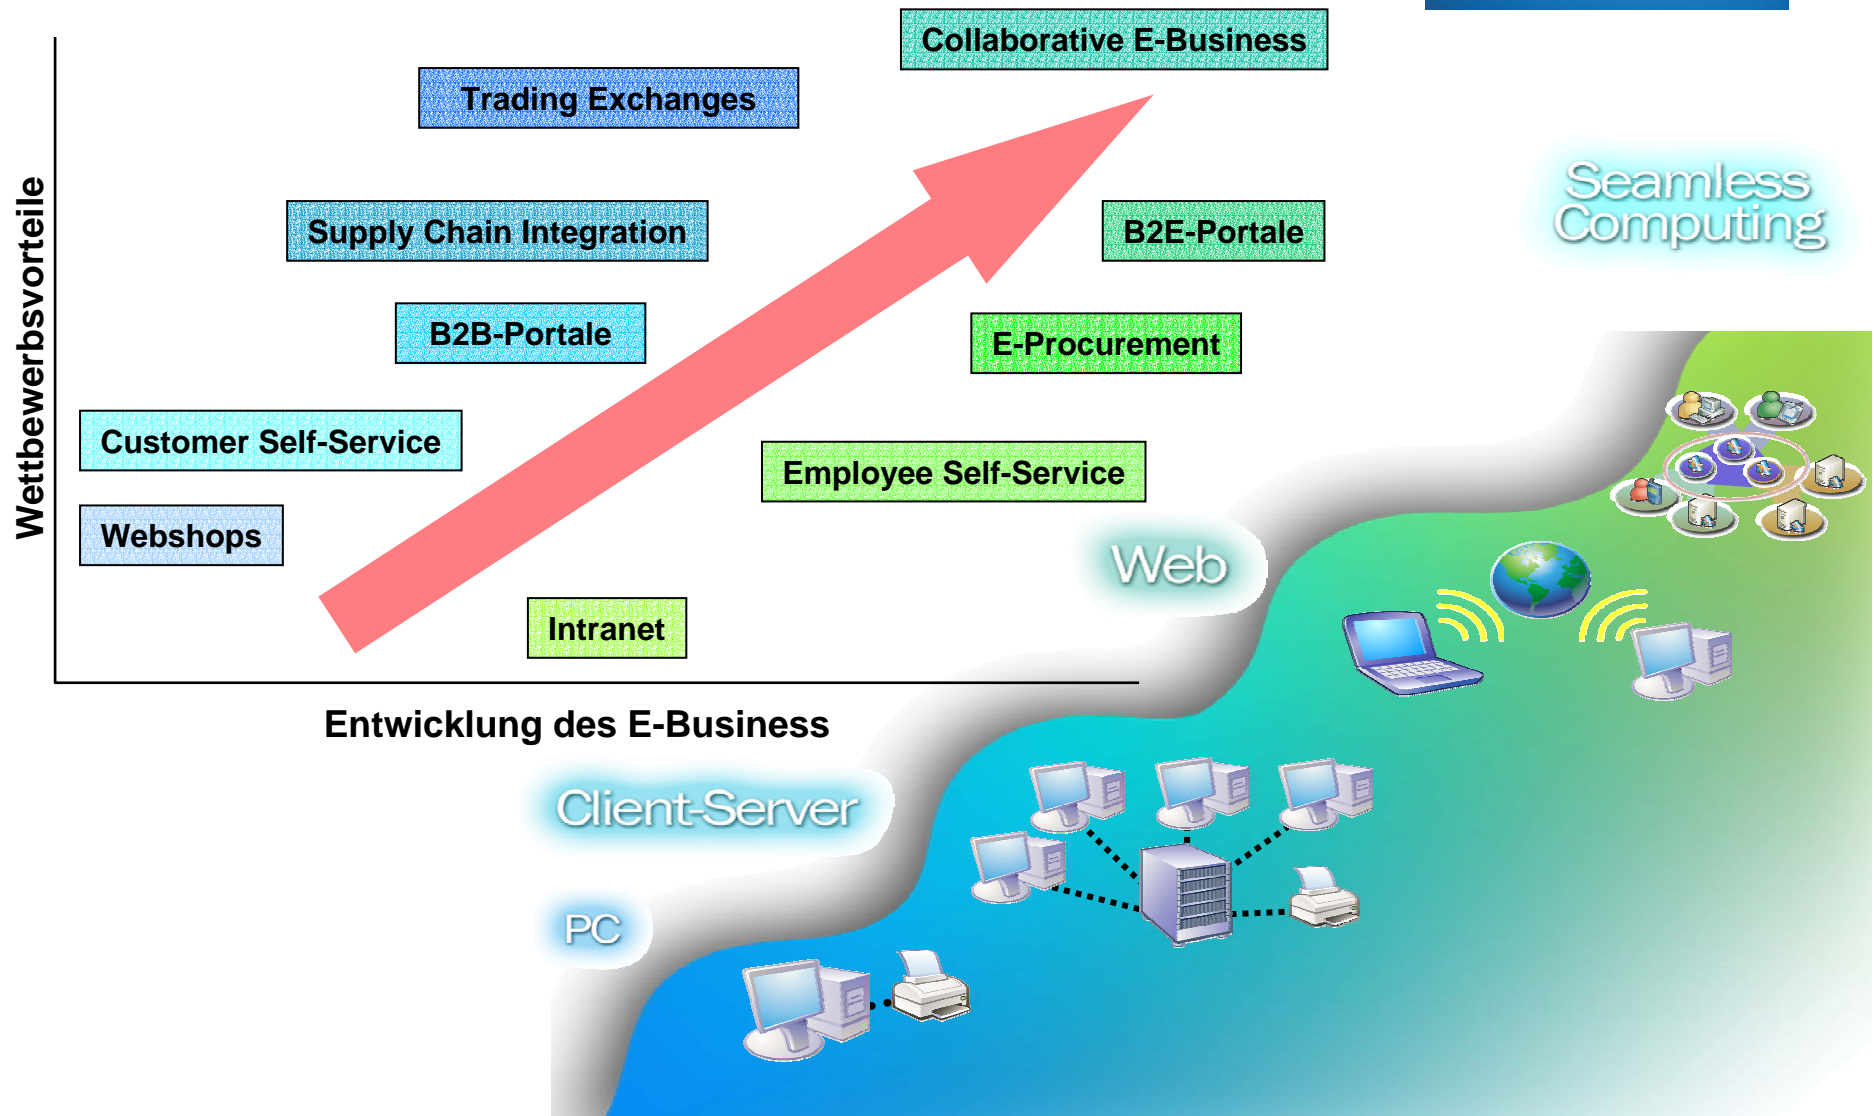 Collaborative E-Business
Trading Exchanges
Seamless
Computing
Wettbewerbsvorteile
Supply Chain Integration
B2E-Portale
B2B-Portale
E-Procurement
Customer Self-Service
Employee Self-Service
Webshops
Web
Intranet
Entwicklung des E-Business
Client-Server
PC